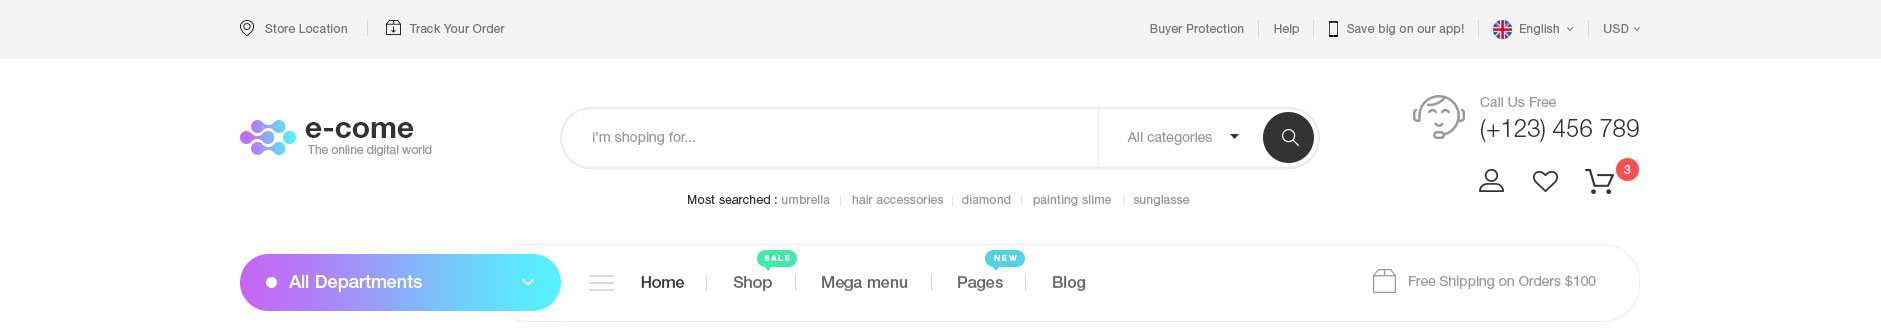 Store Location
Track Your Order
Buyer Protection
Help
Save big on our app!
English
USD
e-come
The online digital world
I'm shoping for...
All categories
Call Us Free
(+123) 456 789
3
Most searched : umbrella hair accessories diamond painting slime sunglasse
All Departments
Home
Shop
SALE
Mega menu
Pages
NEW
Blog
Free Shipping on Orders $100